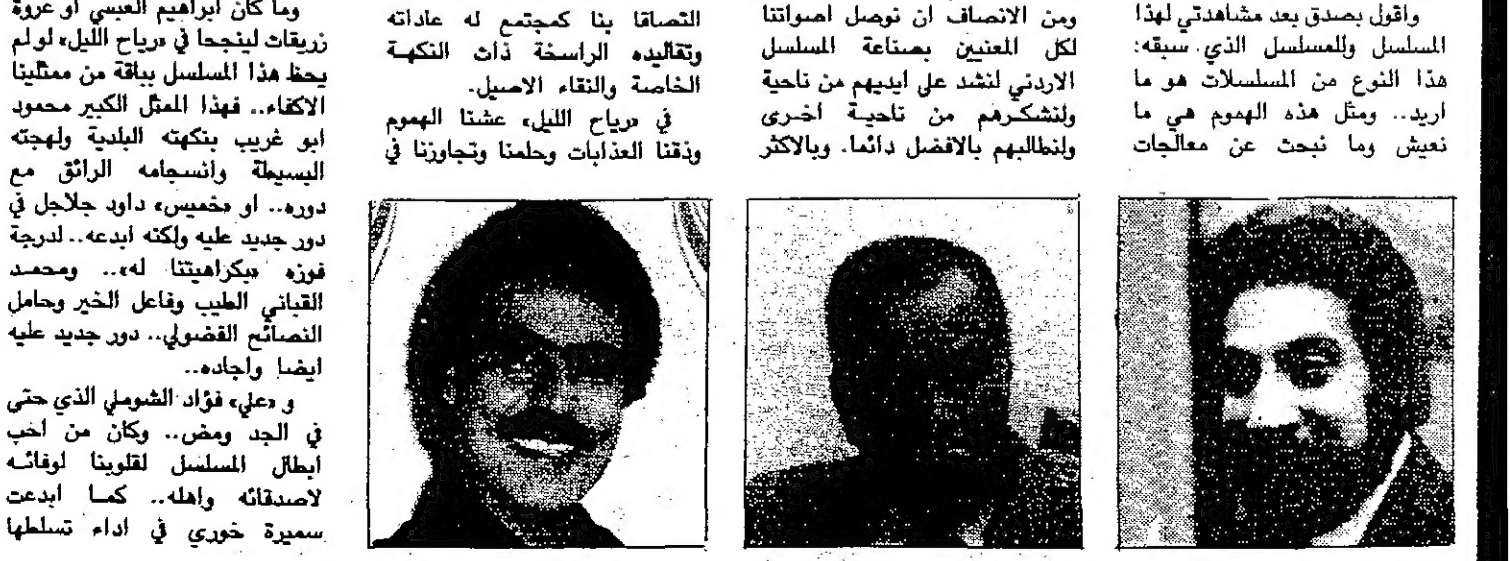 واقول بصدق بعد مشاهدتي لهذا
المسلسل وللمسلسل الذي سبقه:
هذا النوع من المسلسلات هو ما
اريد.. ومثل هذه الهموم هي ما
نعيش وما نبحث عن معالجات
ومن الانصاف ان نوصل اصواتنا
لكل المعنيين بصناعة المسلسل
الاردني لنشد على ايديهم من ناحية
ولنشكرهم من ناحية اخرى
ولنطالبهم بالافضل دائما. وبالاكثر
التصاقا بنا كمجتمع له عاداته
وتقاليده الراسخة ذات النكهة
الخاصة والنقاء الاصيل.
في «رياح الليل» عشنا الهموم
وذقنا العذابات وحلمنا وتجاوزنا في
وما كان ابراهيم العبسي او عروة
زريقات لينجحا في «رياح الليل» لو لم
يحظ هذا المسلسل بباقة من ممثلينا
الاكفاء.. فهذا الممثل الكبير محمود
ابو غريب بنكهته البلدية ولهجته
البسيطة وانسجامه الرائق مع
دوره.. او «خميس» داود جلاجل في
دور جديد عليه ولكنه ابدعه.. لدرجة
فوزه «بكراهيتنا له».. ومحمد
القباني الطيب وفاعل الخير وحامل
النصائح الفضولي.. دور جديد عليه
ايضا واجاده..
و «علي» فؤاد الشوملي الذي حتى
في الجد ومض.. وكان من احب
ابطال المسلسل لقلوبنا لوفائه
لاصدقائه واهله.. كما ابدعت
سميرة خوري في اداء تسلطها